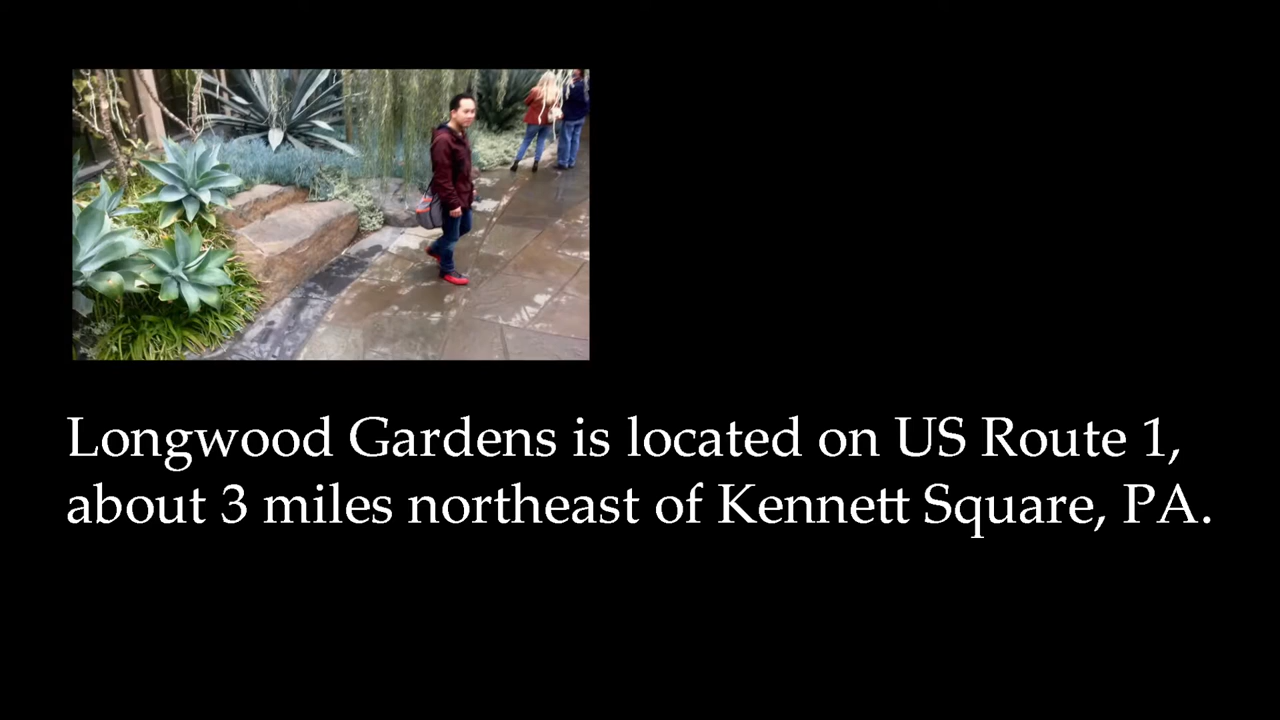 Longwood Gardens is located on US Route 1,
about 3 miles northeast of Kennett Square, PA.